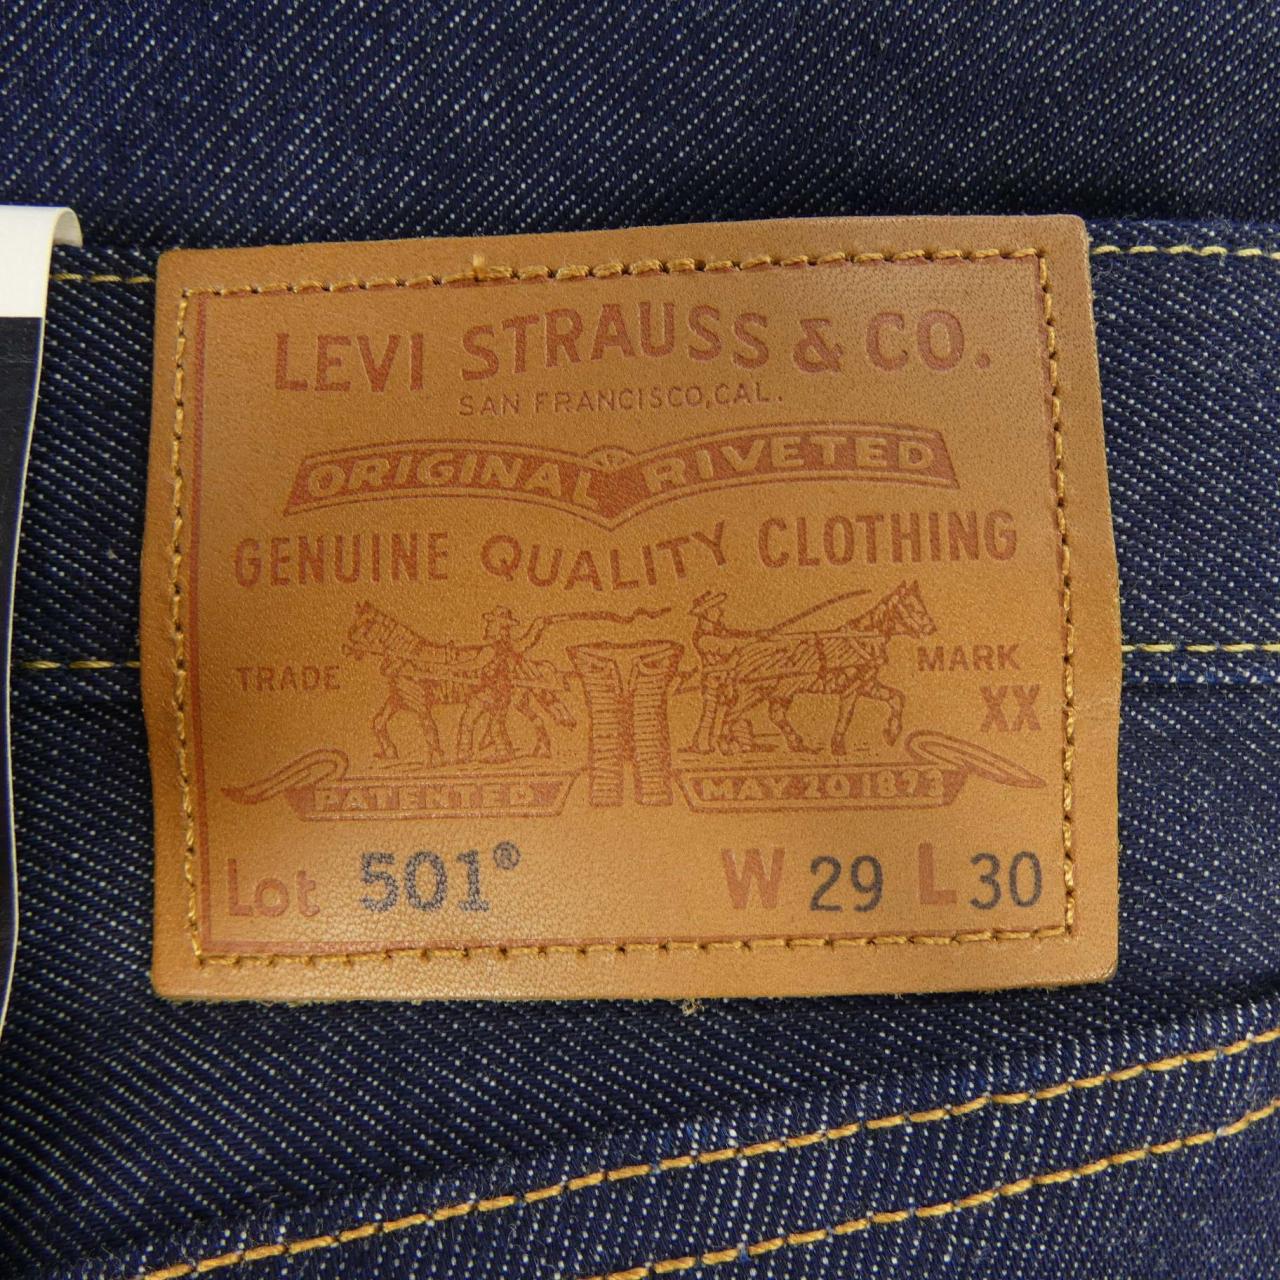 LEVI STRAUSS & CO.
SAN FRANCISCO, CAL.
ORIGINAL RIVETED
GENUINE QUALITY CLOTHING
TRADE MARK
XX
PATENTED MAY 20 1873
Lot 501® W 29 L 30